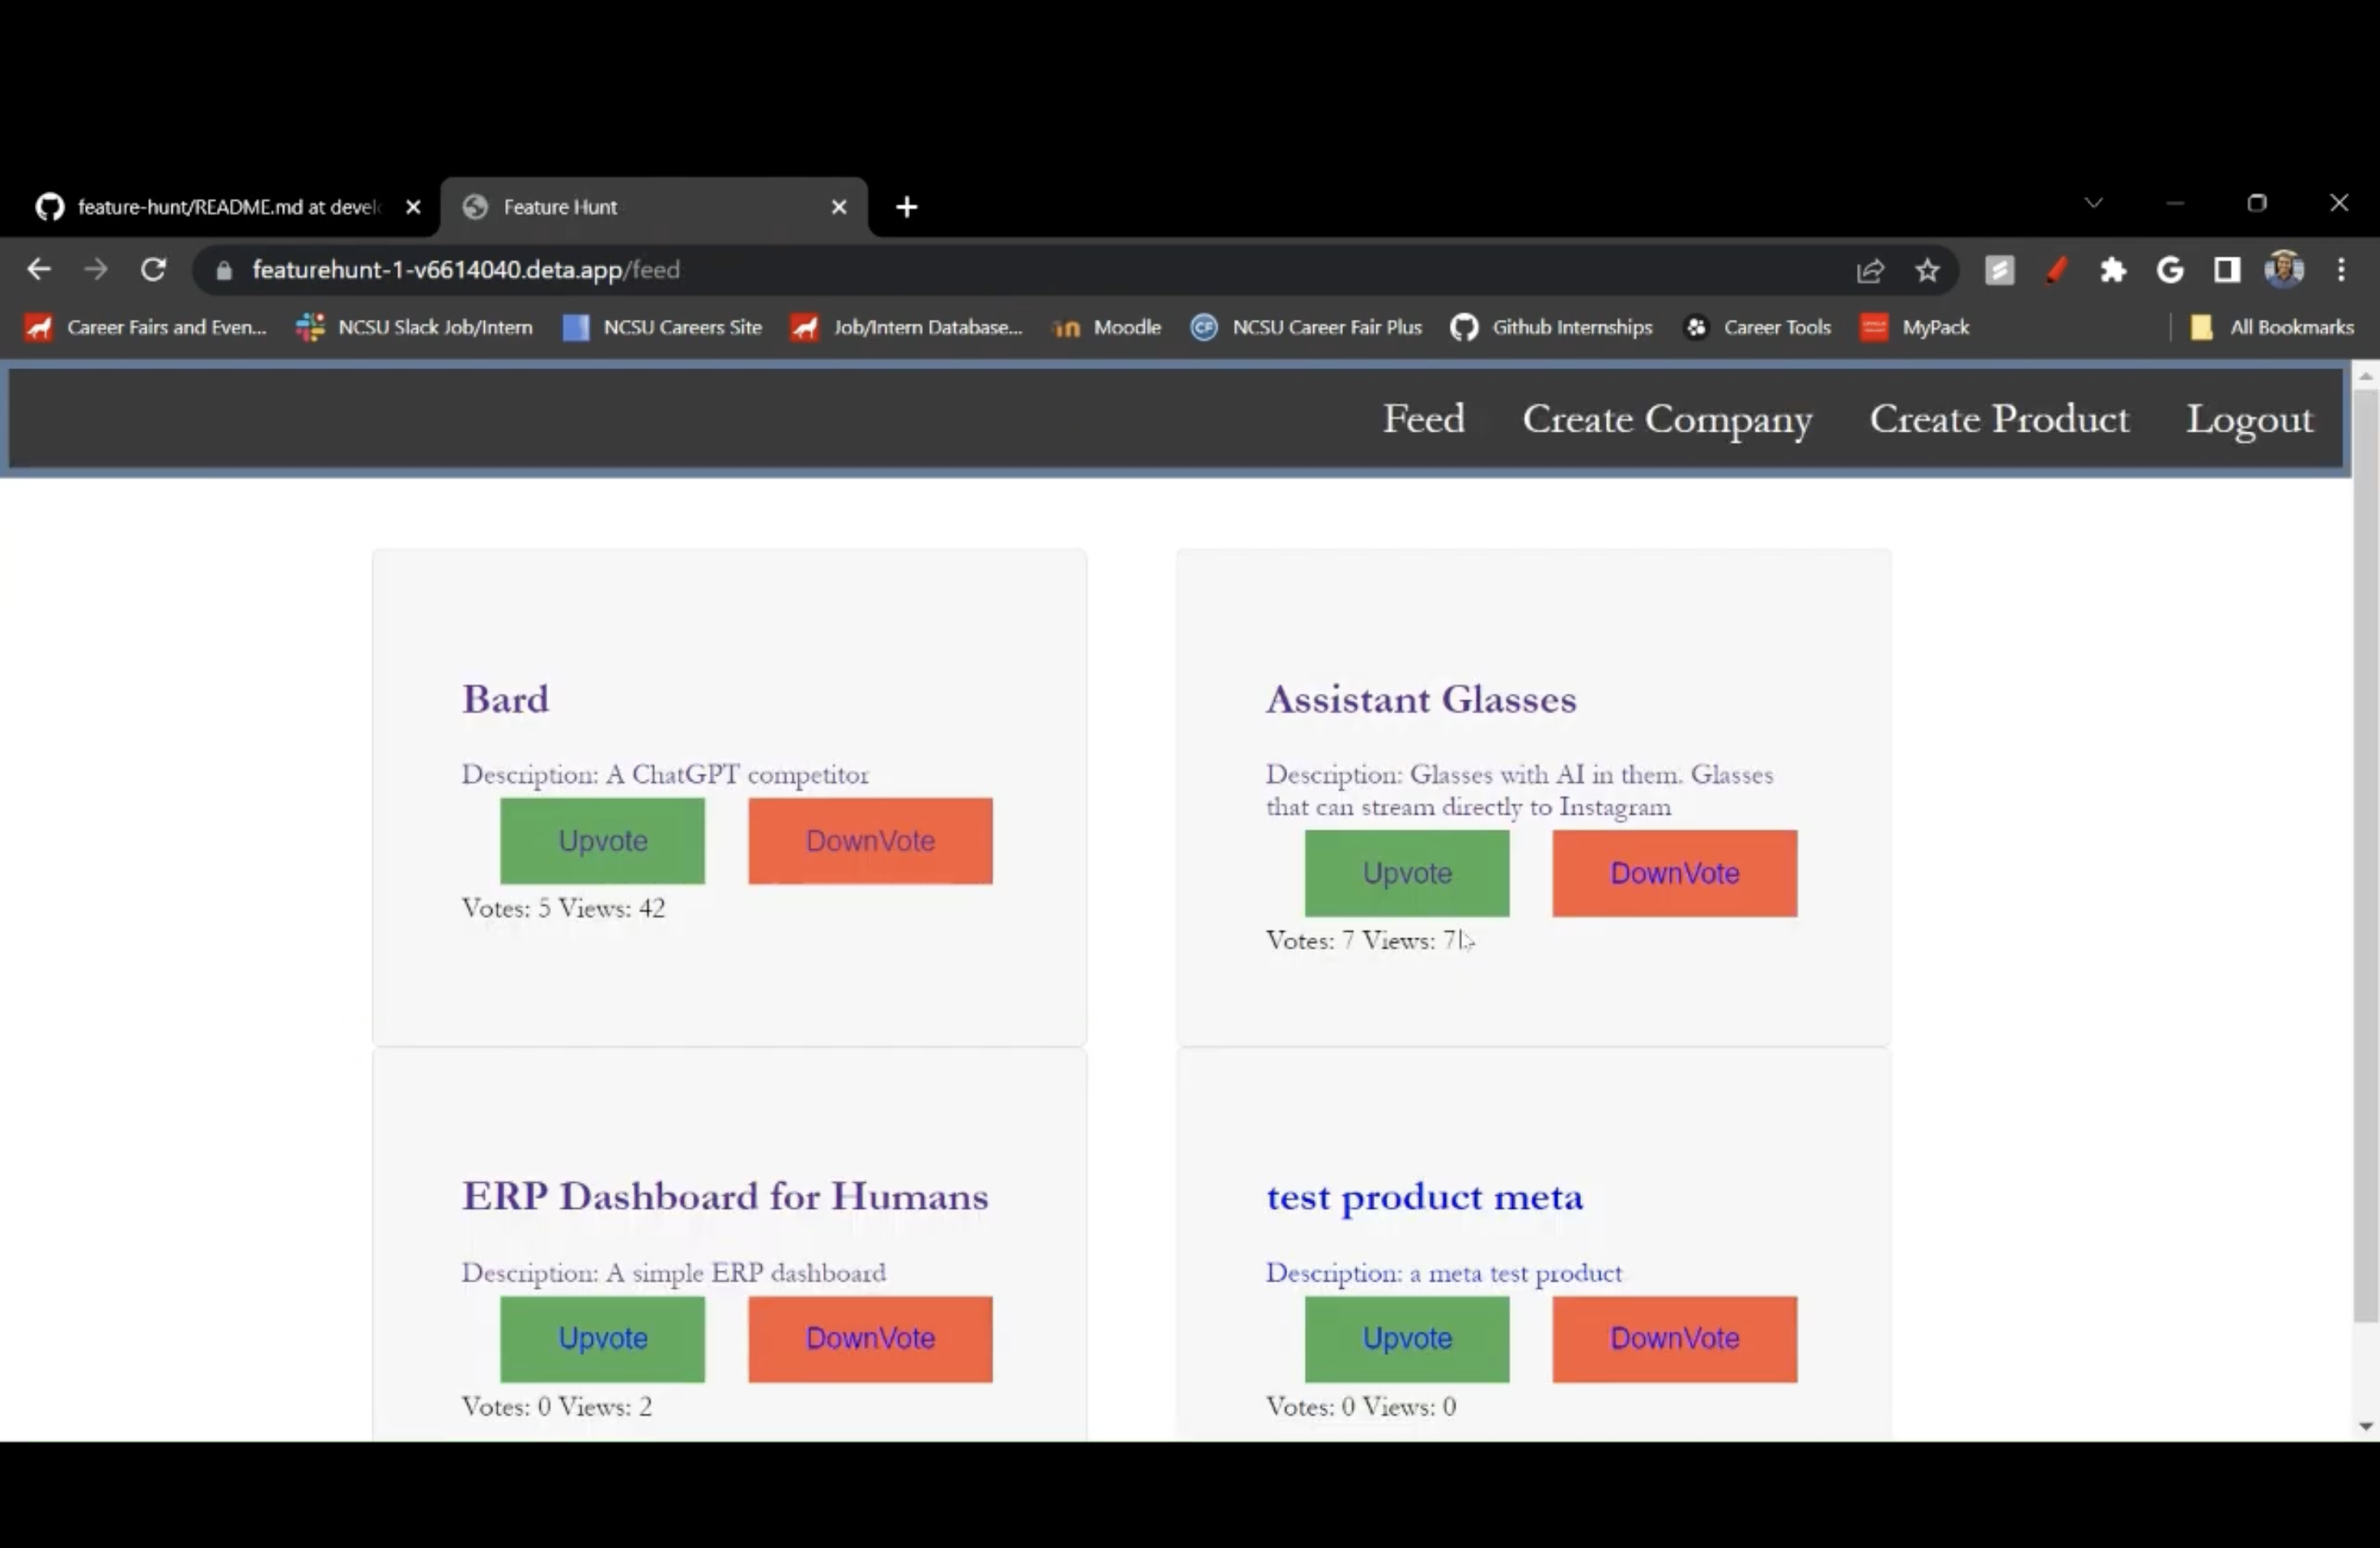 feature-hunt/README.md at develo
Feature Hunt
featurehunt-1-v6614040.deta.app/feed
Career Fairs and Even... NCSU Slack Job/Intern NCSU Careers Site Job/Intern Database... Moodle CF NCSU Career Fair Plus Github Internships Career Tools MyPack All Bookmarks
Feed Create Company Create Product Logout
Bard
Description: A ChatGPT competitor
Upvote DownVote
Votes: 5 Views: 42
Assistant Glasses
Description: Glasses with AI in them. Glasses
that can stream directly to Instagram
Upvote DownVote
Votes: 7 Views:
ERP Dashboard for Humans
Description: A simple ERP dashboard
Upvote DownVote
Votes: 0 Views: 2
test product meta
Description: a meta test product
Upvote DownVote
Votes: 0 Views: 0